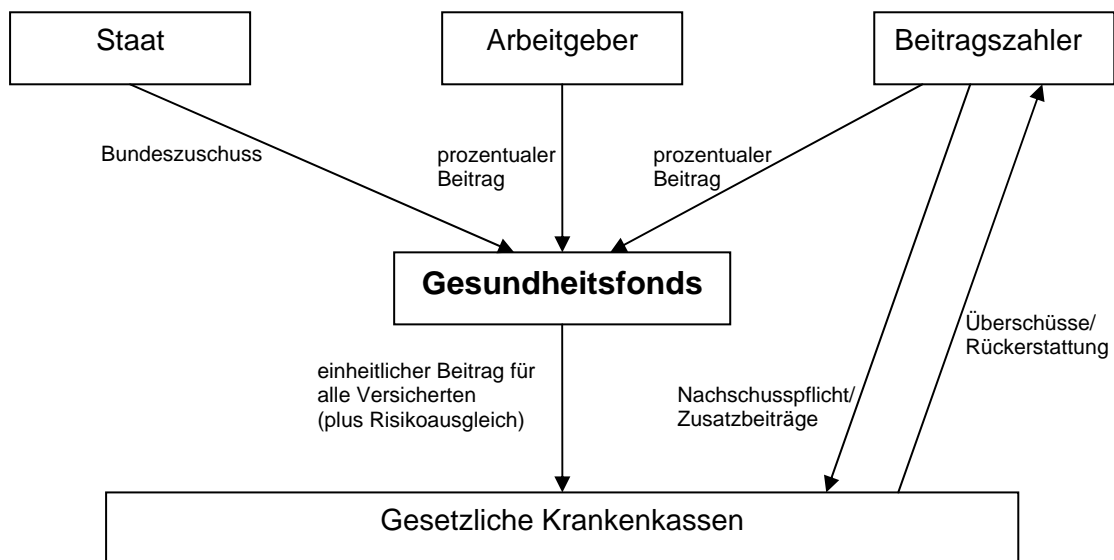 Staat
Arbeitgeber
Beitragszahler
Bundeszuschuss
prozentualer
Beitrag
prozentualer
Beitrag
Gesundheitsfonds
Überschüsse/
Rückerstattung
einheitlicher Beitrag für
alle Versicherten
(plus Risikoausgleich)
Nachschusspflicht/
Zusatzbeiträge
Gesetzliche Krankenkassen